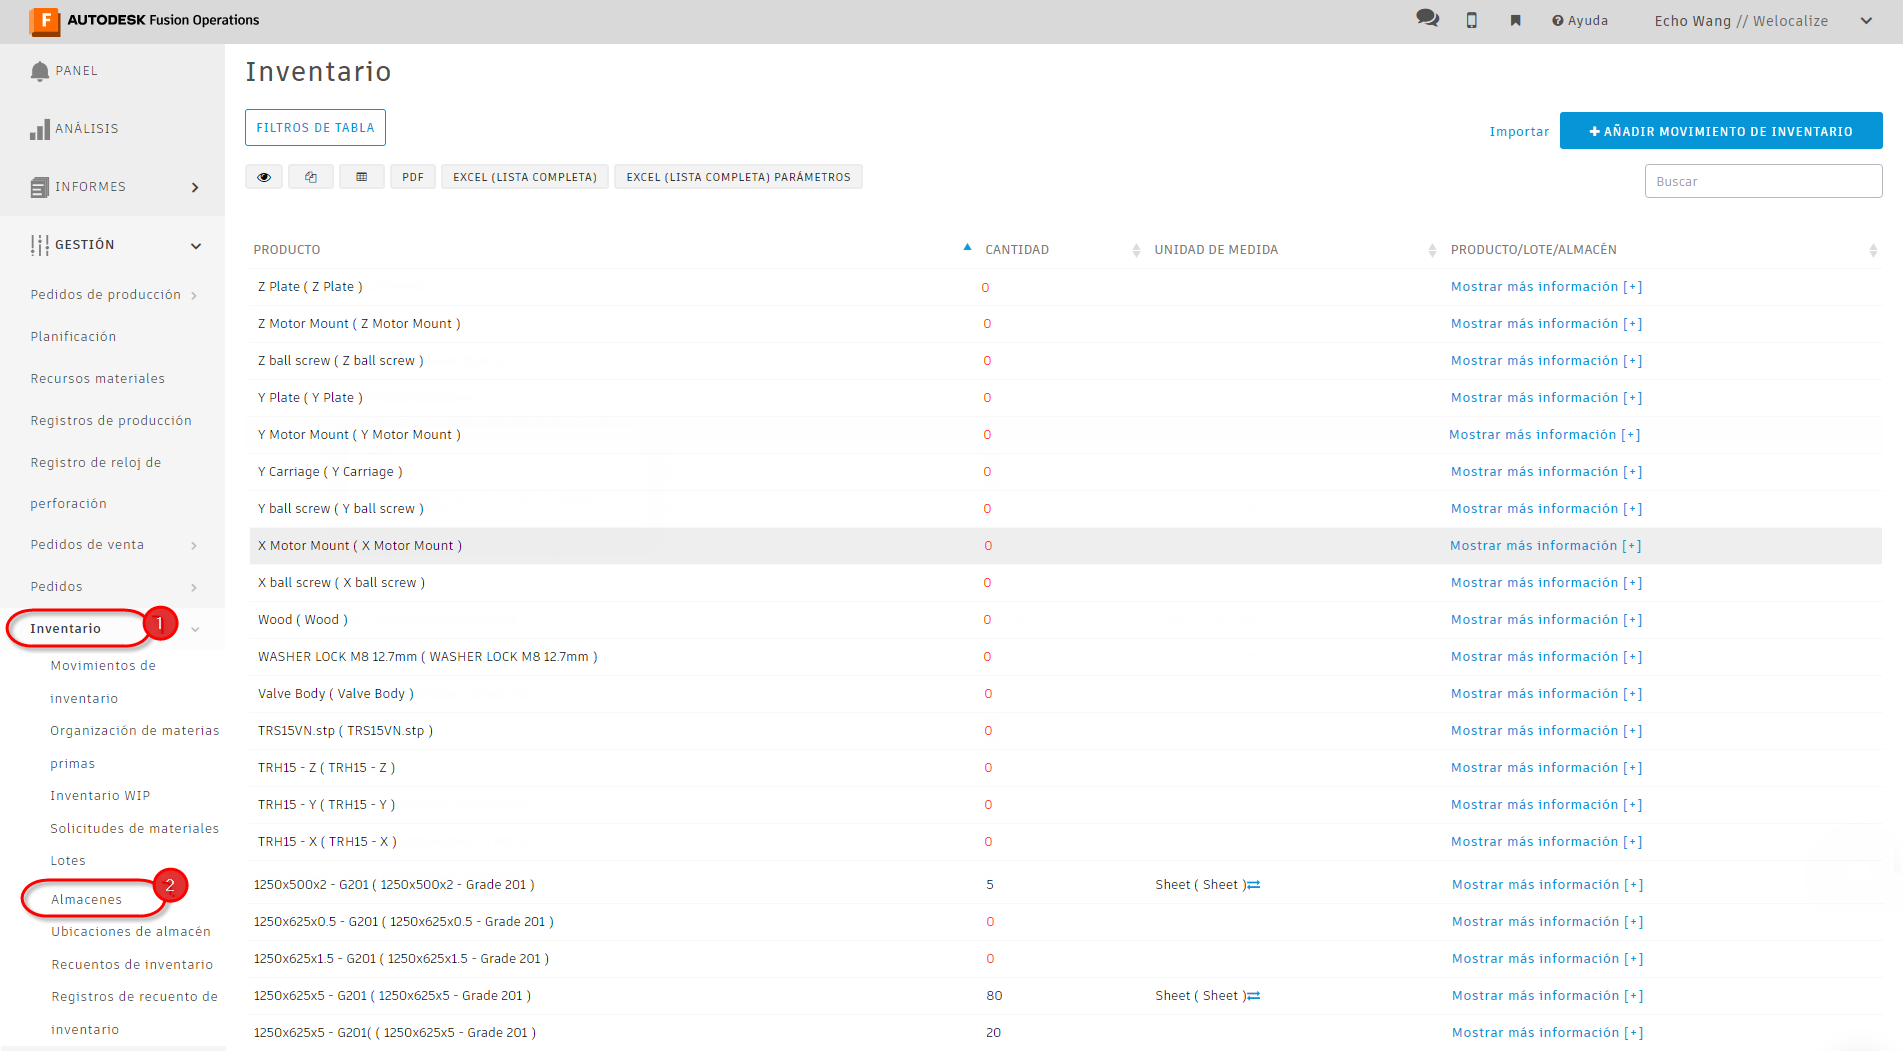 F AUTODESK Fusion Operations
Ayuda
Echo Wang // Welocalize
PANEL
ANÁLISIS
INFORMES
GESTIÓN
Pedidos de producción
Planificación
Recursos materiales
Registros de producción
Registro de reloj de
perforación
Pedidos de venta
Pedidos
Inventario
1
Movimientos de
inventario
Organización de materias
primas
Inventario WIP
Solicitudes de materiales
Lotes
2
Almacenes
Ubicaciones de almacén
Recuentos de inventario
Registros de recuento de
inventario
Inventario
FILTROS DE TABLA
Importar
+ AÑADIR MOVIMIENTO DE INVENTARIO
PDF
EXCEL (LISTA COMPLETA)
EXCEL (LISTA COMPLETA) PARÁMETROS
Buscar
PRODUCTO CANTIDAD UNIDAD DE MEDIDA PRODUCTO/LOTE/ALMACÉN
Z Plate ( Z Plate ) 0 Mostrar más información [+]
Z Motor Mount ( Z Motor Mount ) 0 Mostrar más información [+]
Z ball screw ( Z ball screw ) 0 Mostrar más información [+]
Y Plate ( Y Plate ) 0 Mostrar más información [+]
Y Motor Mount ( Y Motor Mount ) 0 Mostrar más información [+]
Y Carriage ( Y Carriage ) 0 Mostrar más información [+]
Y ball screw ( Y ball screw ) 0 Mostrar más información [+]
X Motor Mount ( X Motor Mount ) 0 Mostrar más información [+]
X ball screw ( X ball screw ) 0 Mostrar más información [+]
Wood ( Wood ) 0 Mostrar más información [+]
WASHER LOCK M8 12.7mm ( WASHER LOCK M8 12.7mm ) 0 Mostrar más información [+]
Valve Body ( Valve Body ) 0 Mostrar más información [+]
TRS15VN.stp ( TRS15VN.stp ) 0 Mostrar más información [+]
TRH15 - Z ( TRH15 - Z ) 0 Mostrar más información [+]
TRH15 - Y ( TRH15 - Y ) 0 Mostrar más información [+]
TRH15 - X ( TRH15 - X ) 0 Mostrar más información [+]
1250x500x2 - G201 ( 1250x500x2 - Grade 201 ) 5 Sheet ( Sheet ) Mostrar más información [+]
1250x625x0.5 - G201 ( 1250x625x0.5 - Grade 201 ) 0 Mostrar más información [+]
1250x625x1.5 - G201 ( 1250x625x1.5 - Grade 201 ) 0 Mostrar más información [+]
1250x625x5 - G201 ( 1250x625x5 - Grade 201 ) 80 Sheet ( Sheet ) Mostrar más información [+]
1250x625x5 - G201( ( 1250x625x5 - Grade 201 ) 20 Mostrar más información [+]